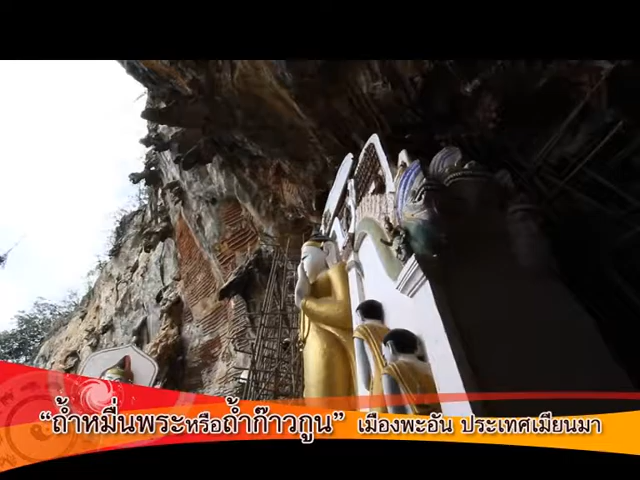 “ถ้ำหมื่นพระหรือถ้ำก๊าวกูน” เมืองพะอัน ประเทศเมียนมา